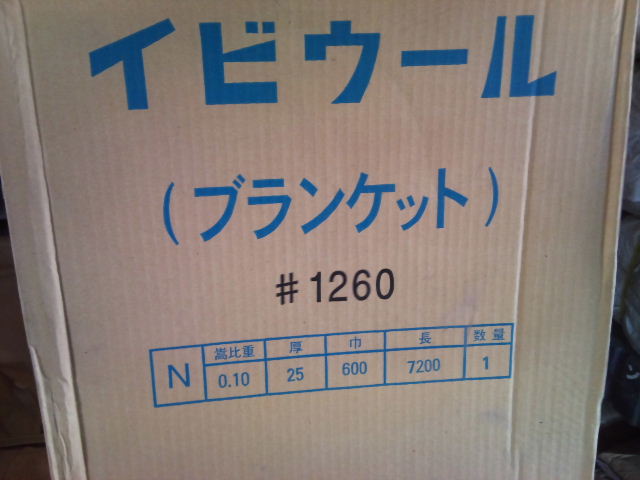 イビウール
(ブランケット)
#1260
N 嵩比重 厚 巾 長 数量
0.10 25 600 7200 1